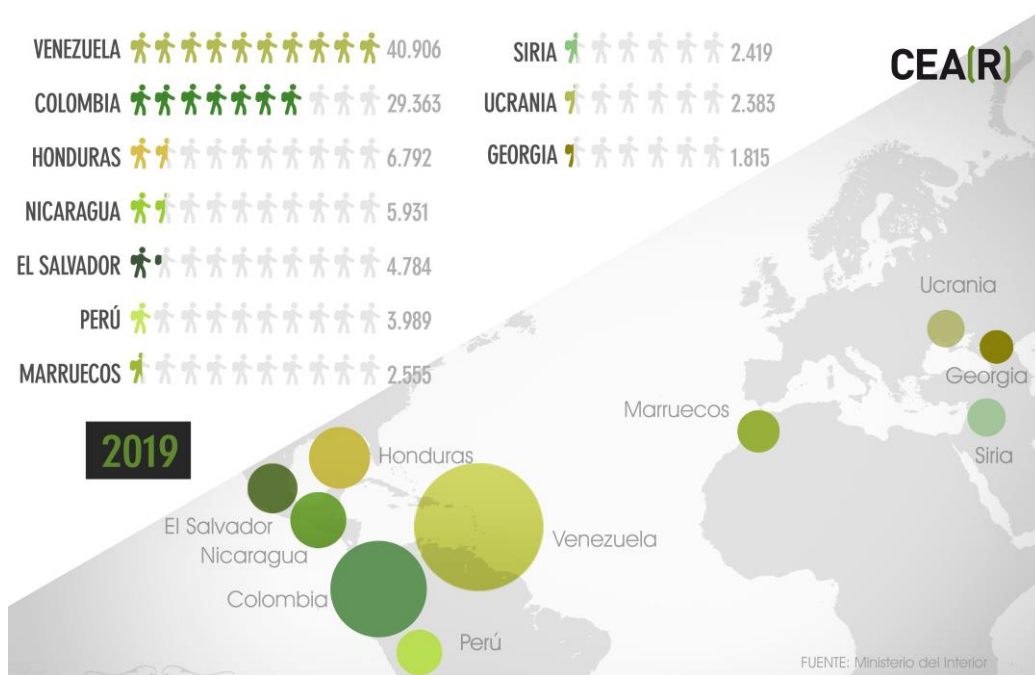 VENEZUELA 40.906
COLOMBIA 29.363
HONDURAS 6.792
NICARAGUA 5.931
EL SALVADOR 4.784
PERÚ 3.989
MARRUECOS 2.555
SIRIA 2.419
UCRANIA 2.383
GEORGIA 1.815
CEA(R)
2019
Ucrania
Georgia
Marruecos
Siria
Honduras
El Salvador
Nicaragua
Venezuela
Colombia
Perú
FUENTE: Ministerio del Interior